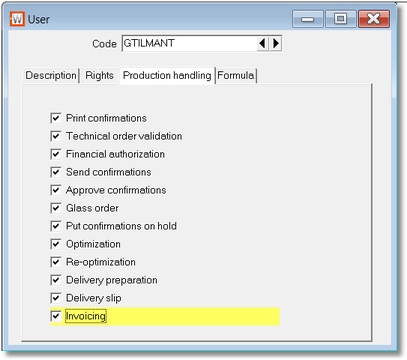 W User
Code GTILMANT
Description Rights Production handling Formula
Print confirmations
Technical order validation
Financial authorization
Send confirmations
Approve confirmations
Glass order
Put confirmations on hold
Optimization
Re-optimization
Delivery preparation
Delivery slip
Invoicing